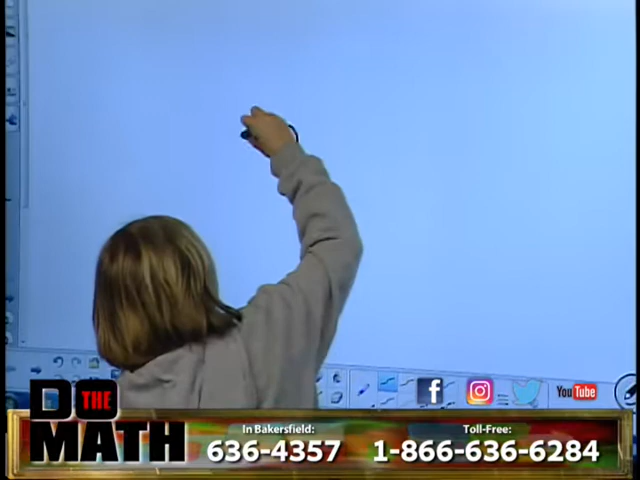 DO THE MATH
In Bakersfield:
636-4357
Toll-Free:
1-866-636-6284
YouTube